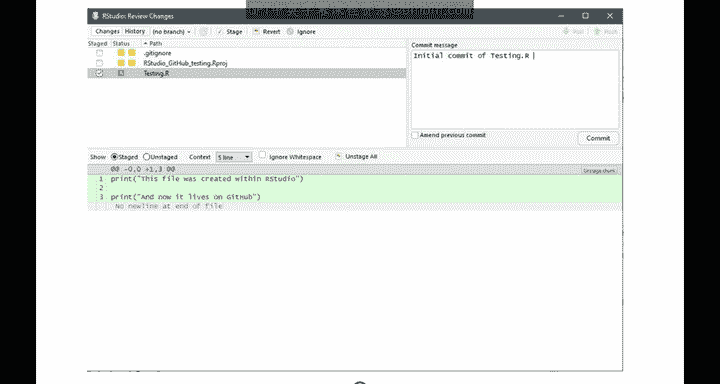 RStudio: Review Changes
Changes History (no branch) Stage Revert Ignore Pull Push
Staged Status Path
.gitignore
RStudio_GitHub_testing.Rproj
A Testing.R
Commit message
Initial commit of Testing.R
Amend previous commit
Commit
Show Staged Unstaged Context 5 line Ignore Whitespace Unstage All
@@ -0,0 +1,3 @@ Unstage chunk
1 print("This file was created within RStudio")
2
3 print("And now it lives on GitHub")
No newline at end of file